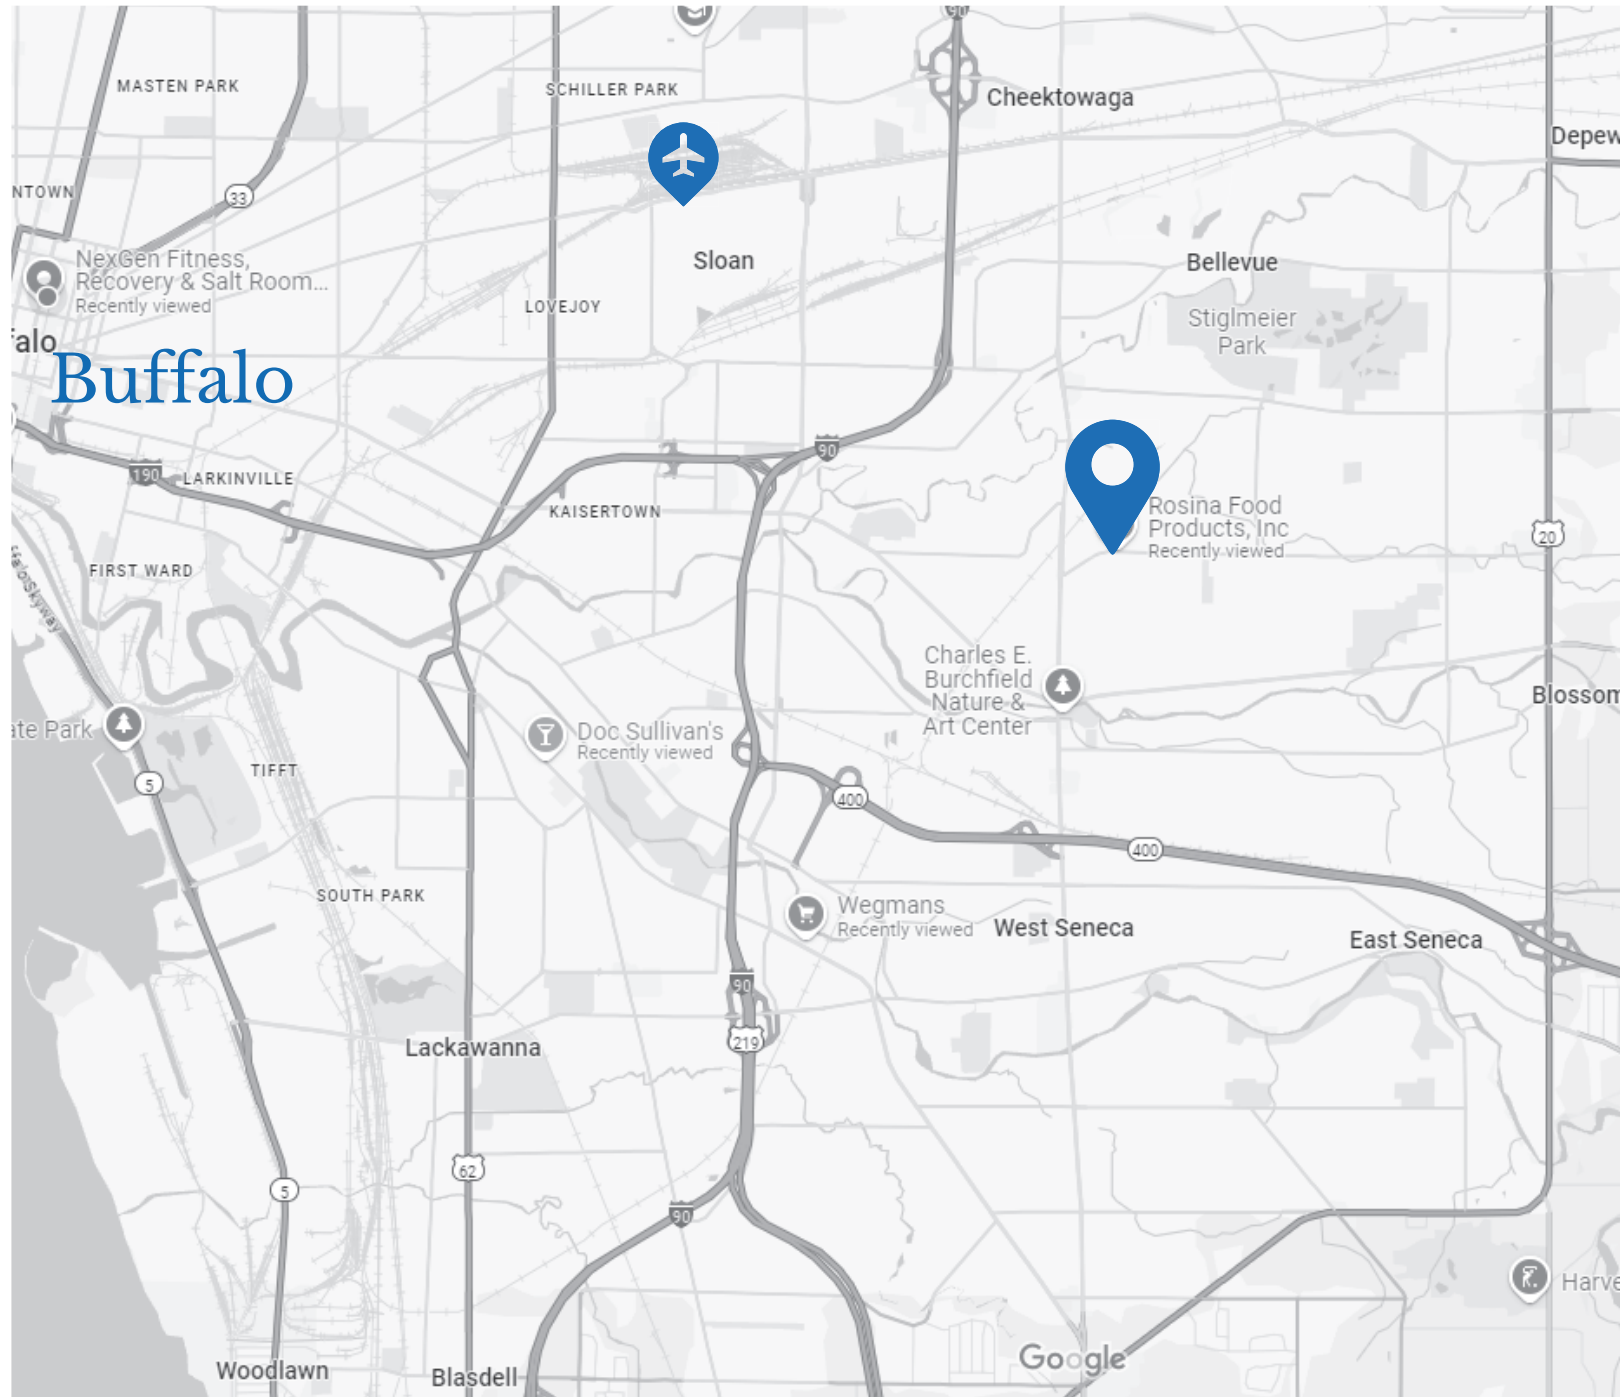 90
MASTEN PARK
SCHILLER PARK
Cheektowaga
Depew
NTOWN
33
NexGen Fitness,
Recovery & Salt Room...
Recently viewed
Sloan
Bellevue
LOVEJOY
Stiglmeier
Park
falo
Buffalo
90
190
LARKINVILLE
KAISERTOWN
Rosina Food
Products, Inc
Recently viewed
20
FIRST WARD
ffalo Skyway
Charles E.
Burchfield
Nature &
Art Center
Blossom
ate Park
Doc Sullivan's
Recently viewed
TIFFT
5
400
400
SOUTH PARK
Wegmans
Recently viewed
West Seneca
East Seneca
90
219
Lackawanna
62
5
90
Harve
Google
Woodlawn
Blasdell